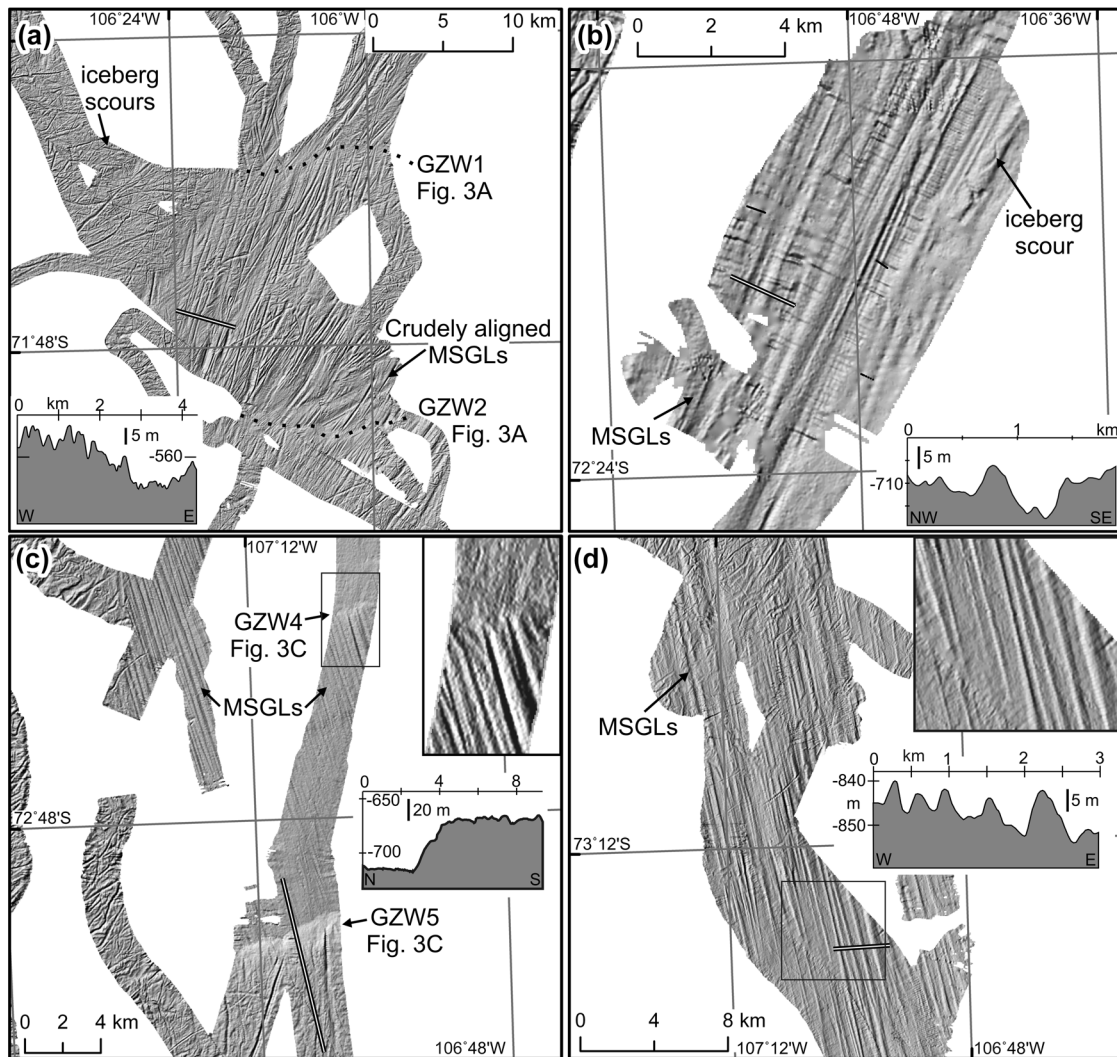 (a)
106°24'W
106°W
0 5 10 km
iceberg
scours
GZW1
Fig. 3A
Crudely aligned
MSGLs
71°48'S
GZW2
Fig. 3A
km
0 2 4
5 m
-560
W E
(b)
106°48'W
106°36'W
0 2 4 km
iceberg
scour
MSGLs
72°24'S
0 1 km
5 m
-710
NW SE
(c)
107°12'W
GZW4
Fig. 3C
MSGLs
72°48'S
0 4 8
-650
20 m
-700
N S
GZW5
Fig. 3C
0 2 4 km
106°48'W
(d)
MSGLs
km
0 1 2 3
-840
m
-850
5 m
W E
73°12'S
0 4 8 km
107°12'W
106°48'W